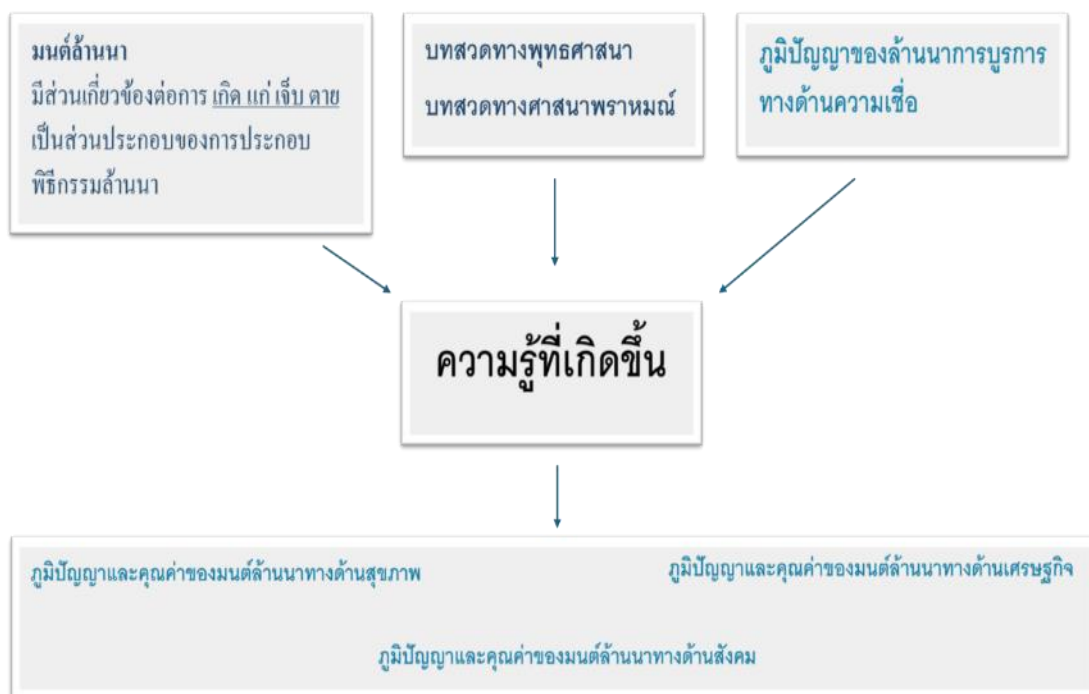 มนต์ล้านนา
มีส่วนเกี่ยวข้องต่อการ เกิด แก่ เจ็บ ตาย
เป็นส่วนประกอบของการประกอบ
พิธีกรรมล้านนา
บทสวดทางพุทธศาสนา
บทสวดทางศาสนาพราหมณ์
ภูมิปัญญาของล้านนาการบูรการ
ทางด้านความเชื่อ
ความรู้ที่เกิดขึ้น
ภูมิปัญญาและคุณค่าของมนต์ล้านนาทางด้านสุขภาพ
ภูมิปัญญาและคุณค่าของมนต์ล้านนาทางด้านเศรษฐกิจ
ภูมิปัญญาและคุณค่าของมนต์ล้านนาทางด้านสังคม